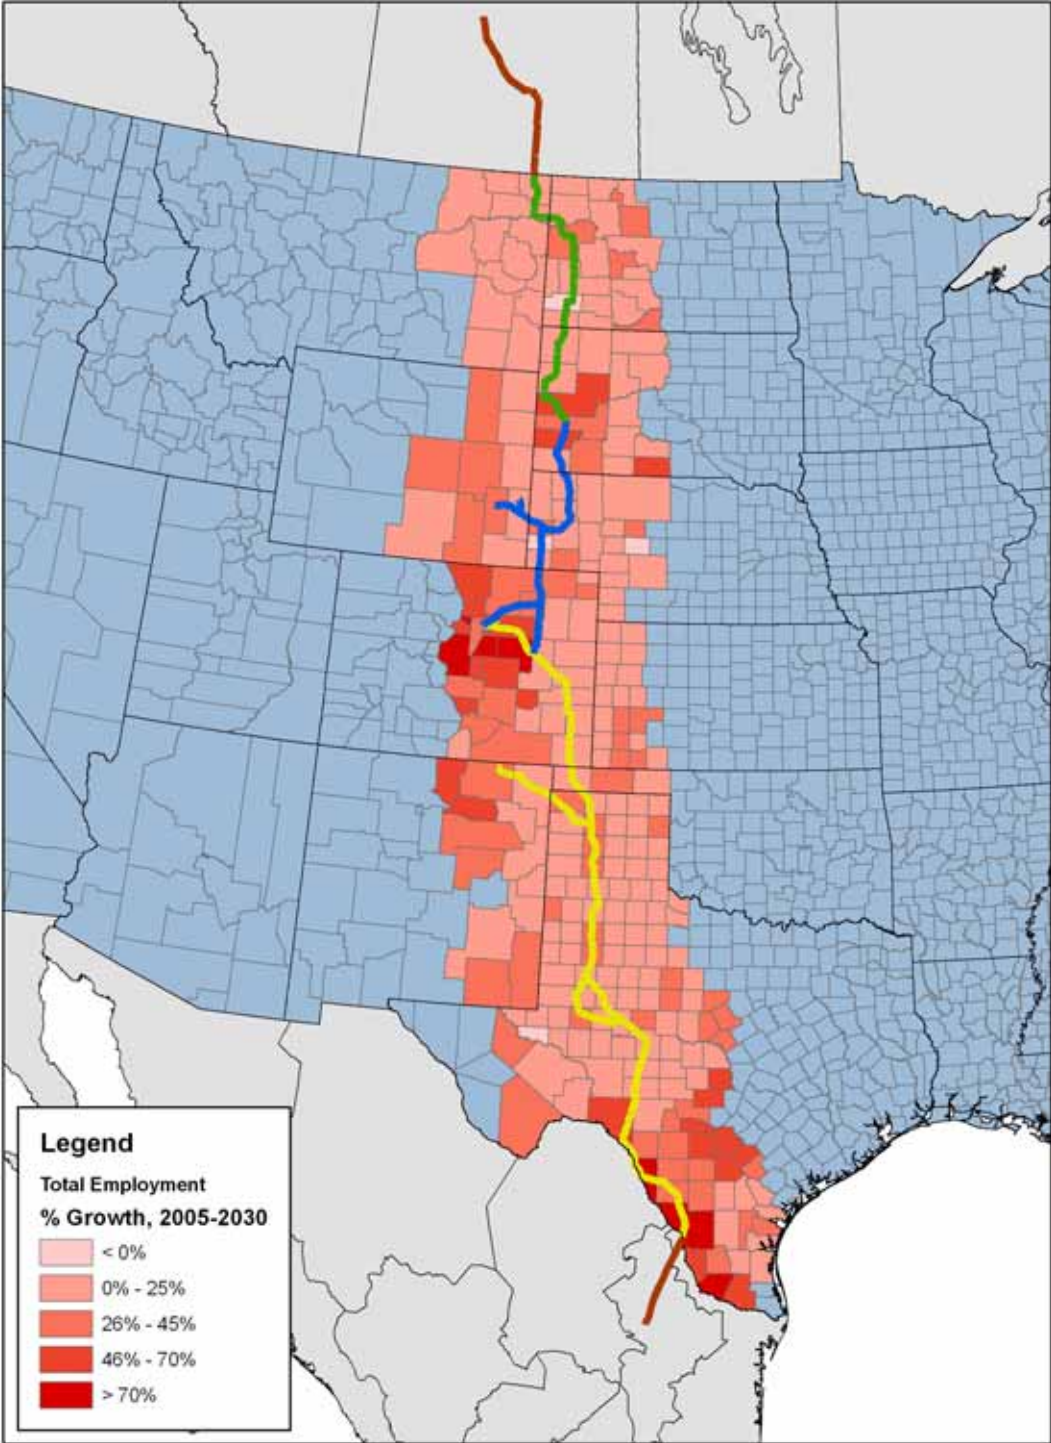 Legend
Total Employment
% Growth, 2005-2030
< 0%
0% - 25%
26% - 45%
46% - 70%
> 70%